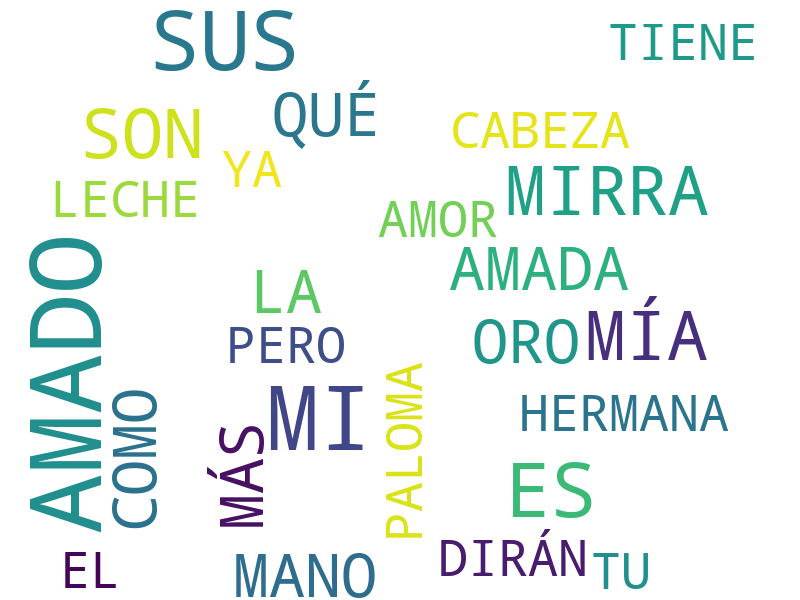 SUS
TIENE
QUÉ
SON
CABEZA
YA
MIRRA
LECHE
AMOR
AMADO
AMADA
LA
ORO
MÍA
PERO
PALOMA
MI
COMO
HERMANA
MÁS
ES
DIRÁN
TU
EL
MANO